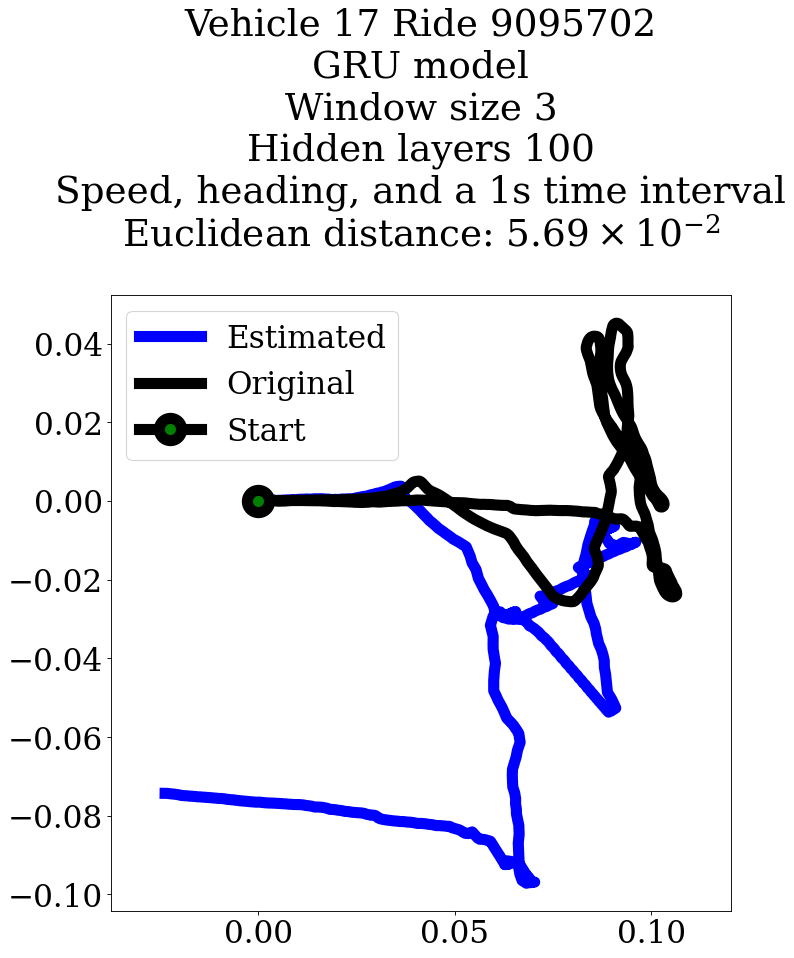 Vehicle 17 Ride 9095702
GRU model
Window size 3
Hidden layers 100
Speed, heading, and a 1s time interval
Euclidean distance: 5.69 × 10⁻²
Estimated
Original
Start
0.04
0.02
0.00
−0.02
−0.04
−0.06
−0.08
−0.10
0.00 0.05 0.10